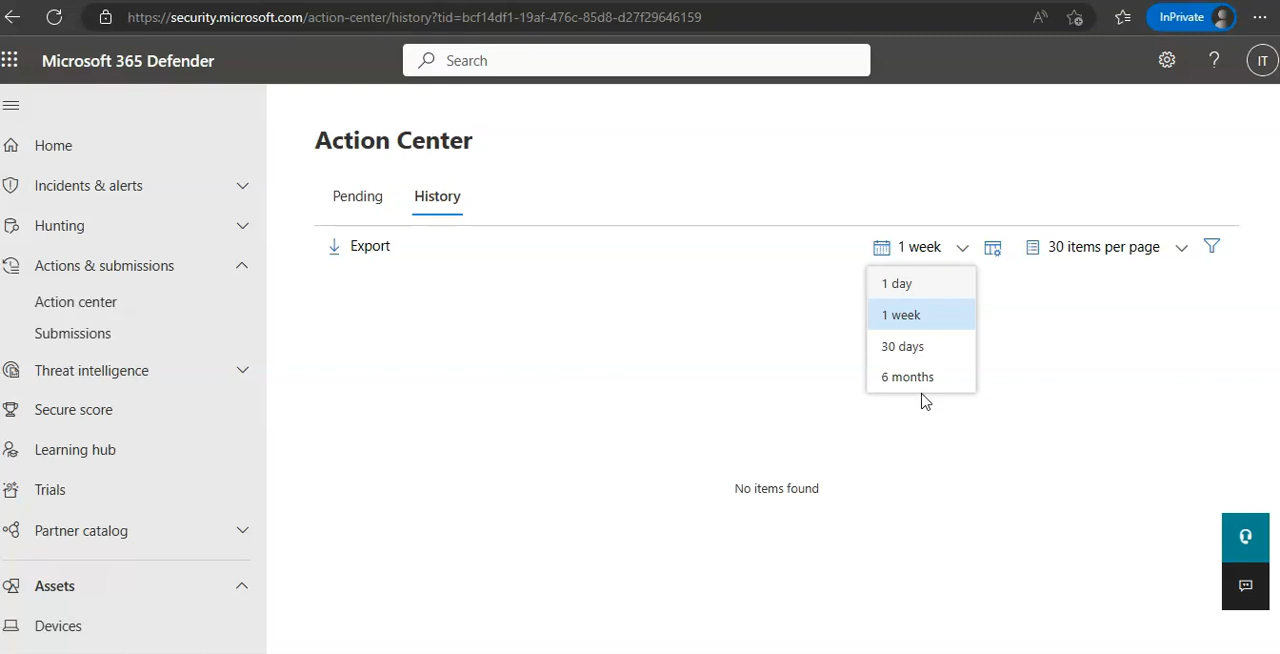 https://security.microsoft.com/action-center/history?tid=bcf14df1-19af-476c-85d8-d27f29646159
InPrivate
Microsoft 365 Defender
Search
?
IT
Home
Incidents & alerts
Hunting
Actions & submissions
Action center
Submissions
Threat intelligence
Secure score
Learning hub
Trials
Partner catalog
Assets
Devices
Action Center
Pending History
Export
1 week
30 items per page
1 day
1 week
30 days
6 months
No items found